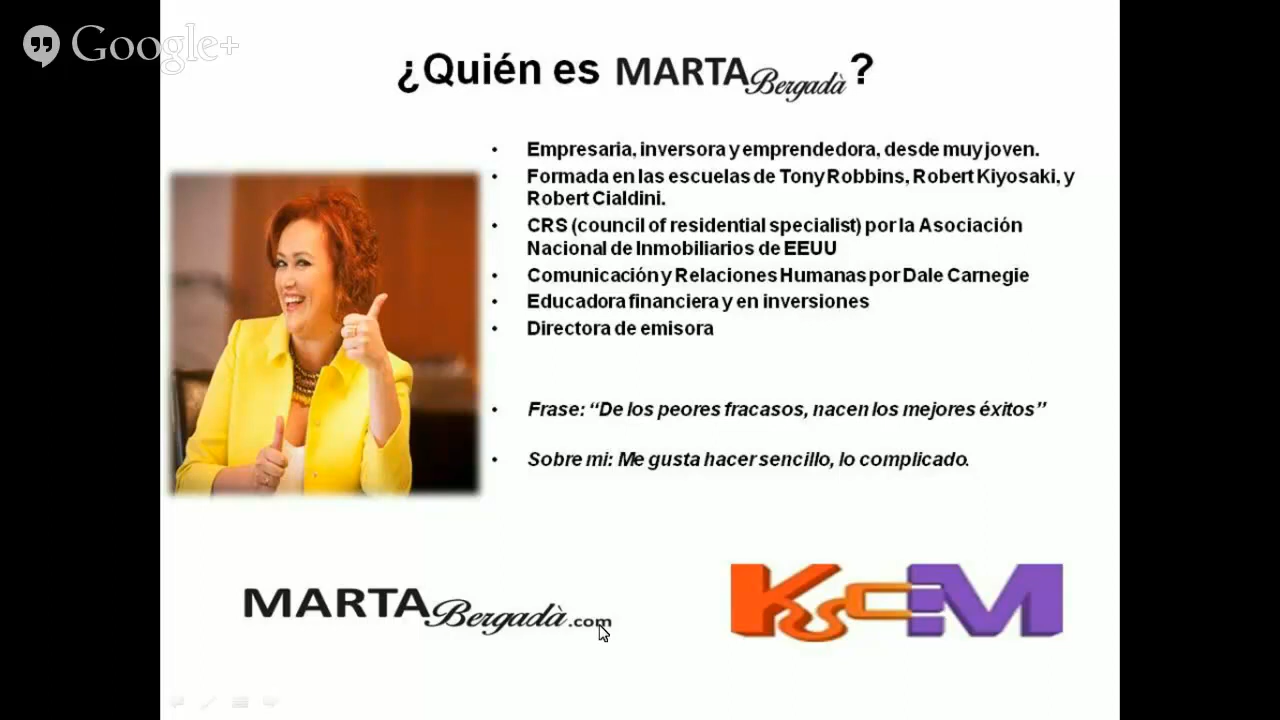 Google+
¿Quién es MARTA Bergadà?
• Empresaria, inversora y emprendedora, desde muy joven.
• Formada en las escuelas de Tony Robbins, Robert Kiyosaki, y
Robert Cialdini.
• CRS (council of residential specialist) por la Asociación
Nacional de Inmobiliarios de EEUU
• Comunicación y Relaciones Humanas por Dale Carnegie
• Educadora financiera y en inversiones
• Directora de emisora
• Frase: “De los peores fracasos, nacen los mejores éxitos”
• Sobre mi: Me gusta hacer sencillo, lo complicado.
MARTA Bergadà.com
KscM